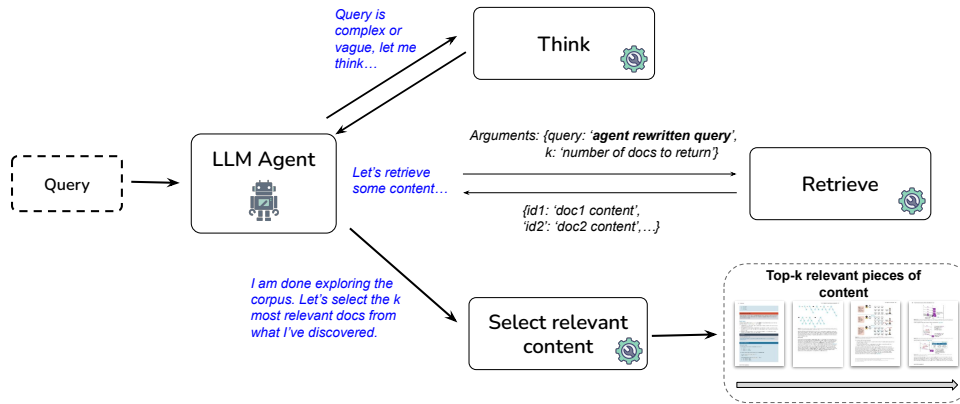 Query is
complex or
vague, let me
think…
Think
Arguments: {query: ‘agent rewritten query’,
k: ‘number of docs to return’}
LLM Agent
Query
Let’s retrieve
some content…
Retrieve
{id1: ‘doc1 content’,
‘id2’: ‘doc2 content’,…}
I am done exploring the
corpus. Let’s select the k
most relevant docs from
what I’ve discovered.
Select relevant
content
Top-k relevant pieces of
content